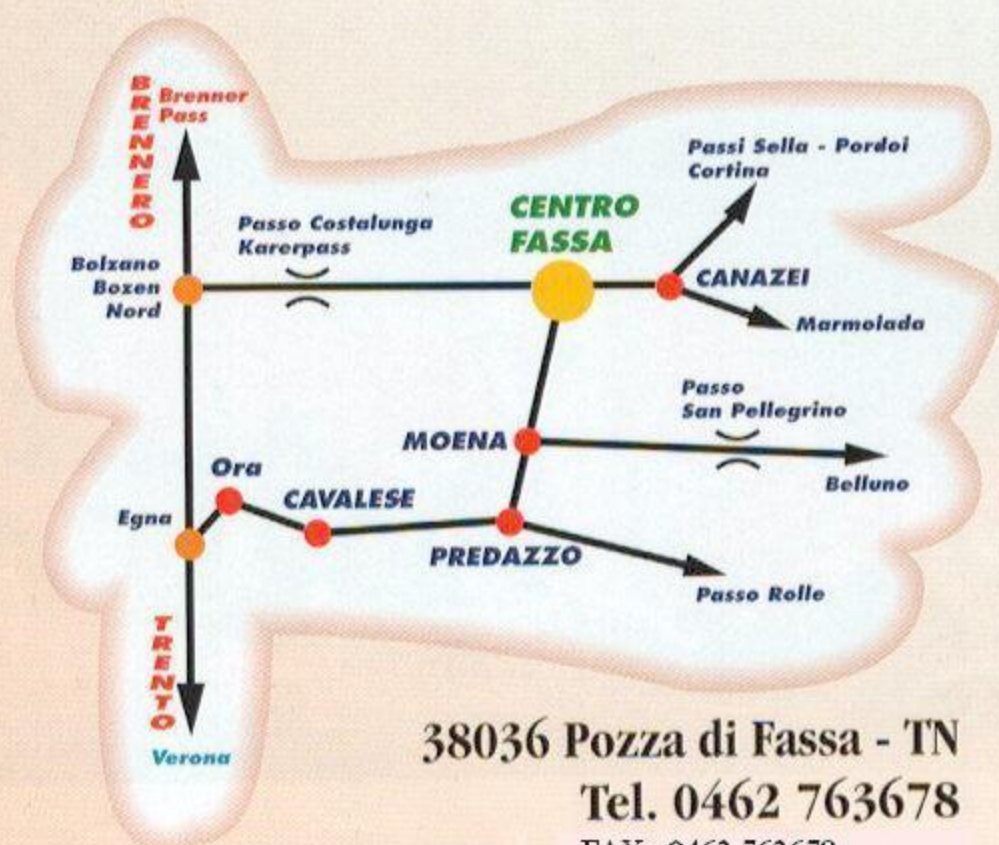 BRENNERO
Brenner
Pass
Passi Sella - Pordoi
Cortina
CENTRO
FASSA
Passo Costalunga
Karerpass
Bolzano
Boxen
Nord
CANAZEI
Marmolada
Passo
San Pellegrino
MOENA
Belluno
Ora
CAVALESE
Egna
PREDAZZO
Passo Rolle
TRENTO
Verona
38036 Pozza di Fassa - TN
Tel. 0462 763678